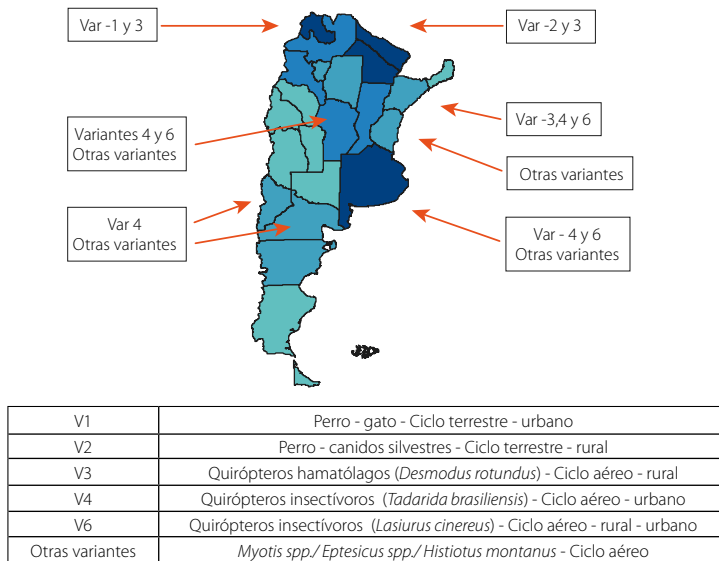 Var -1 y 3
Var -2 y 3
Variantes 4 y 6
Otras variantes
Var -3,4 y 6
Otras variantes
Var 4
Otras variantes
Var - 4 y 6
Otras variantes
V1 Perro - gato - Ciclo terrestre - urbano
V2 Perro - canidos silvestres - Ciclo terrestre - rural
V3 Quirópteros hamatólagos (Desmodus rotundus) - Ciclo aéreo - rural
V4 Quirópteros insectívoros (Tadarida brasiliensis) - Ciclo aéreo - urbano
V6 Quirópteros insectívoros (Lasiurus cinereus) - Ciclo aéreo - rural - urbano
Otras variantes Myotis spp./ Eptesicus spp./ Histiotus montanus - Ciclo aéreo